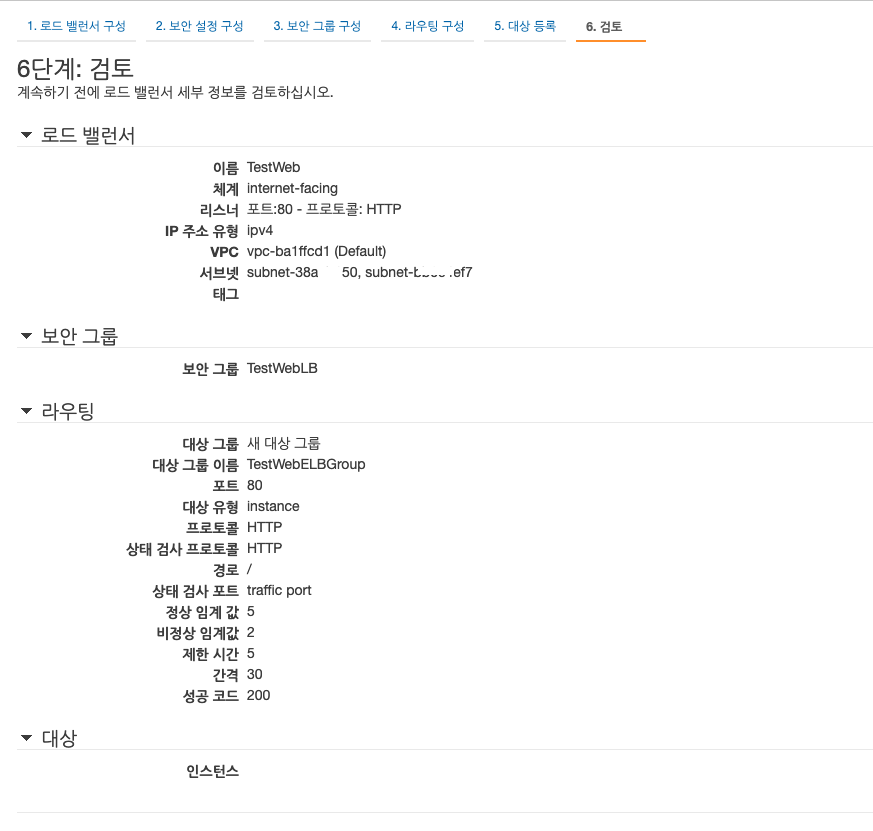 1. 로드 밸런서 구성 2. 보안 설정 구성 3. 보안 그룹 구성 4. 라우팅 구성 5. 대상 등록 6. 검토
6단계: 검토
계속하기 전에 로드 밸런서 세부 정보를 검토하십시오.
로드 밸런서
이름 TestWeb
체계 internet-facing
리스너 포트:80 - 프로토콜: HTTP
IP 주소 유형 ipv4
VPC vpc-ba1ffcd1 (Default)
서브넷 subnet-38a 50, subnet- ef7
태그
보안 그룹
보안 그룹 TestWebLB
라우팅
대상 그룹 새 대상 그룹
대상 그룹 이름 TestWebELBGroup
포트 80
대상 유형 instance
프로토콜 HTTP
상태 검사 프로토콜 HTTP
경로 /
상태 검사 포트 traffic port
정상 임계 값 5
비정상 임계값 2
제한 시간 5
간격 30
성공 코드 200
대상
인스턴스